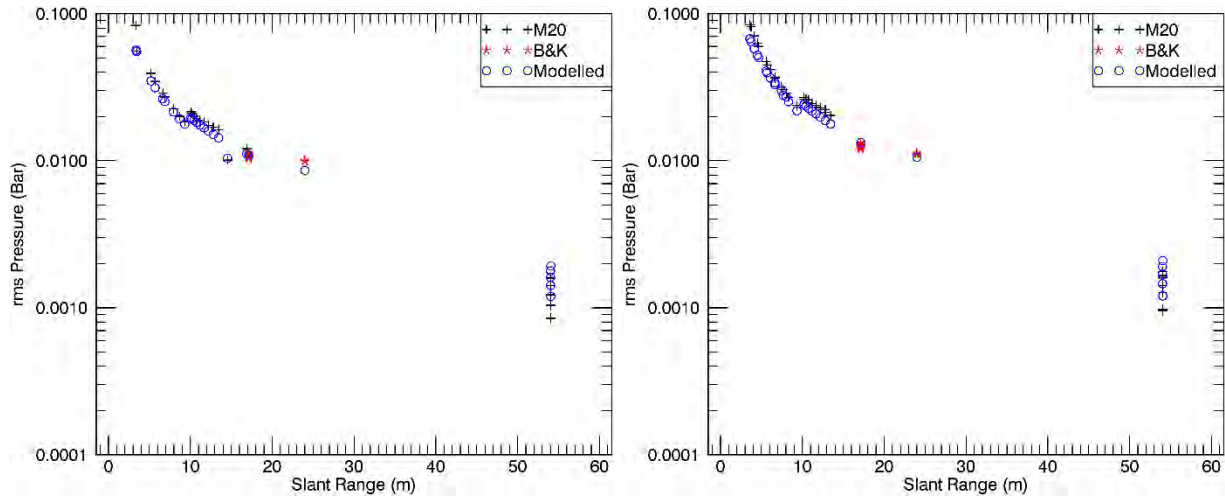 0.1000
0.0100
0.0010
0.0001
rms Pressure (Bar)
0 10 20 30 40 50 60
Slant Range (m)
M20
B&K
Modelled
0.1000
0.0100
0.0010
0.0001
rms Pressure (Bar)
0 10 20 30 40 50 60
Slant Range (m)
M20
B&K
Modelled